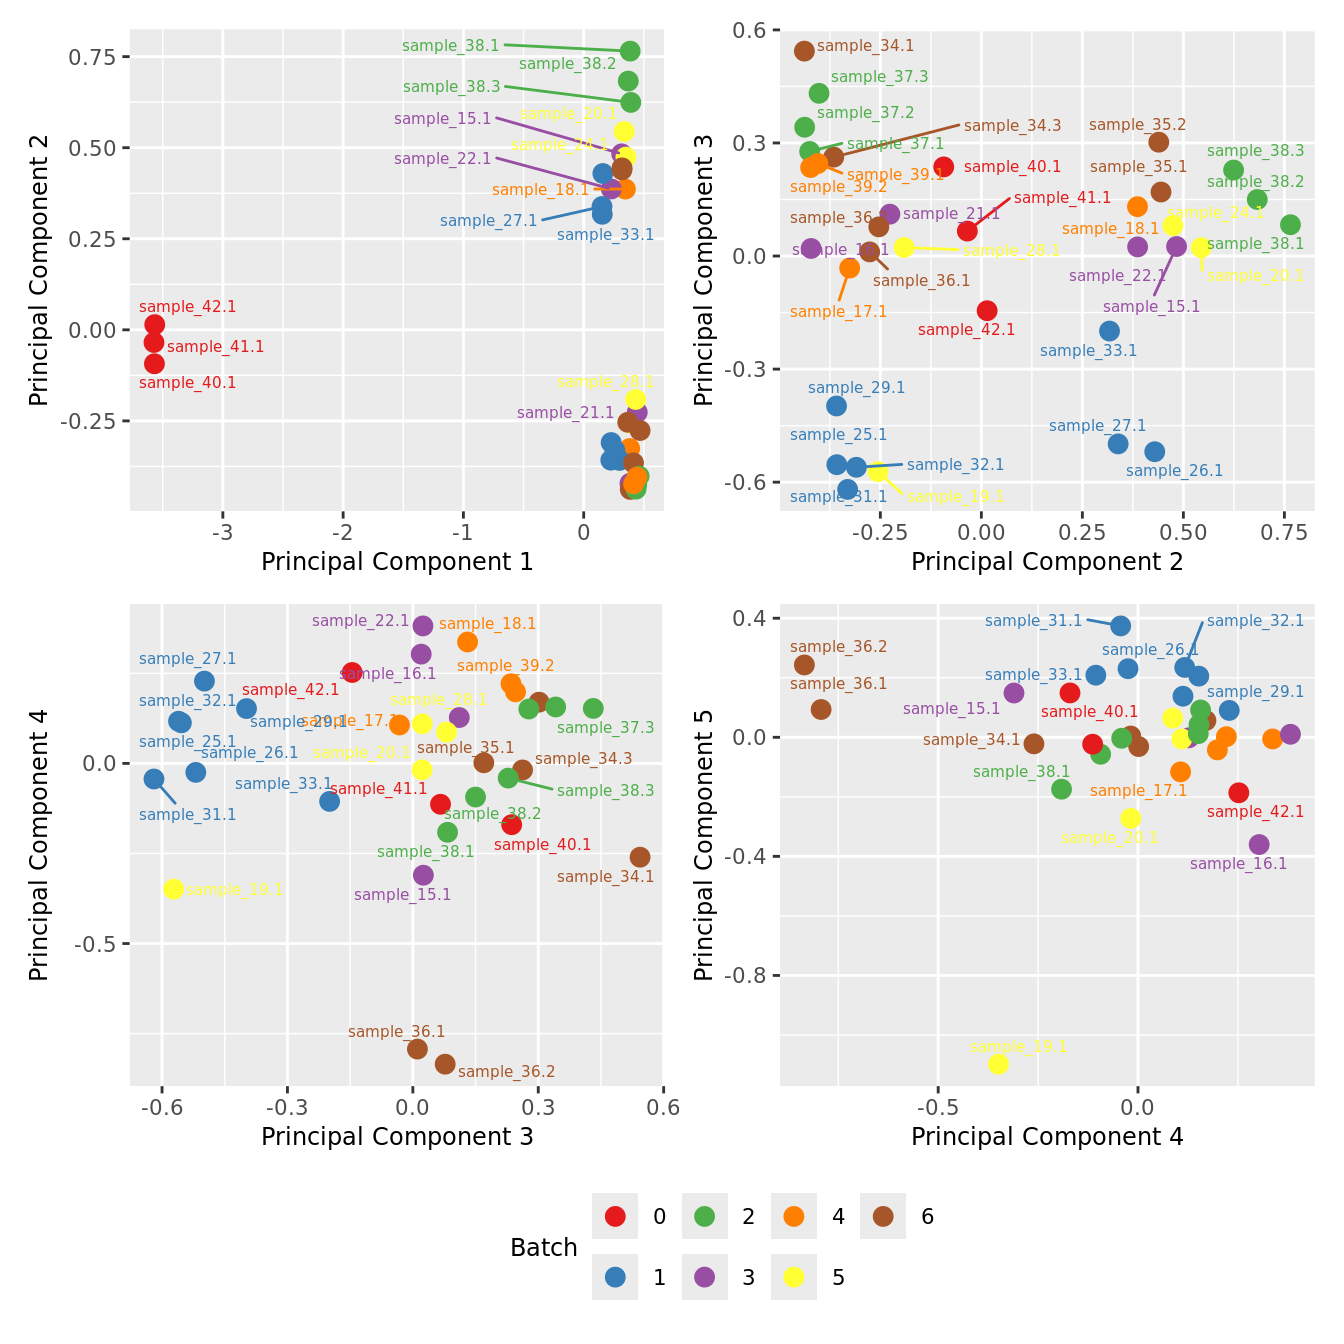 0.75
0.50
0.25
0.00
-0.25
Principal Component 2
sample_38.1
sample_38.2
sample_38.3
sample_20.1
sample_15.1
sample_24.1
sample_22.1
sample_18.1
sample_27.1
sample_33.1
sample_42.1
sample_41.1
sample_40.1
sample_28.1
sample_21.1
-3 -2 -1 0
Principal Component 1
0.6
0.3
0.0
-0.3
-0.6
Principal Component 3
sample_34.1
sample_37.3
sample_37.2
sample_34.3
sample_35.2
sample_37.1
sample_38.3
sample_39.1
sample_40.1
sample_35.1
sample_39.2
sample_38.2
sample_41.1
sample_36.
sample_21.1
sample_24.1
sample_18.1
sample_16.1
sample_28.1
sample_38.1
sample_36.1
sample_22.1
sample_20.1
sample_17.1
sample_15.1
sample_42.1
sample_33.1
sample_29.1
sample_25.1
sample_27.1
sample_32.1
sample_26.1
sample_31.1
sample_19.1
-0.25 0.00 0.25 0.50 0.75
Principal Component 2
0.0
-0.5
Principal Component 4
sample_22.1
sample_18.1
sample_27.1
sample_16.1
sample_39.2
sample_42.1
sample_32.1
sample_28.1
sample_29.1
sample_17.1
sample_37.3
sample_25.1
sample_26.1
sample_20.1
sample_35.1
sample_34.3
sample_33.1
sample_41.1
sample_38.3
sample_31.1
sample_38.2
sample_40.1
sample_38.1
sample_34.1
sample_19.1
sample_15.1
sample_36.1
sample_36.2
-0.6 -0.3 0.0 0.3 0.6
Principal Component 3
0.4
0.0
-0.4
-0.8
Principal Component 5
sample_31.1
sample_32.1
sample_36.2
sample_26.1
sample_33.1
sample_36.1
sample_29.1
sample_15.1
sample_40.1
sample_34.1
sample_38.1
sample_17.1
sample_42.1
sample_20.1
sample_16.1
sample_19.1
-0.5 0.0
Principal Component 4
Batch
0 2 4 6
1 3 5